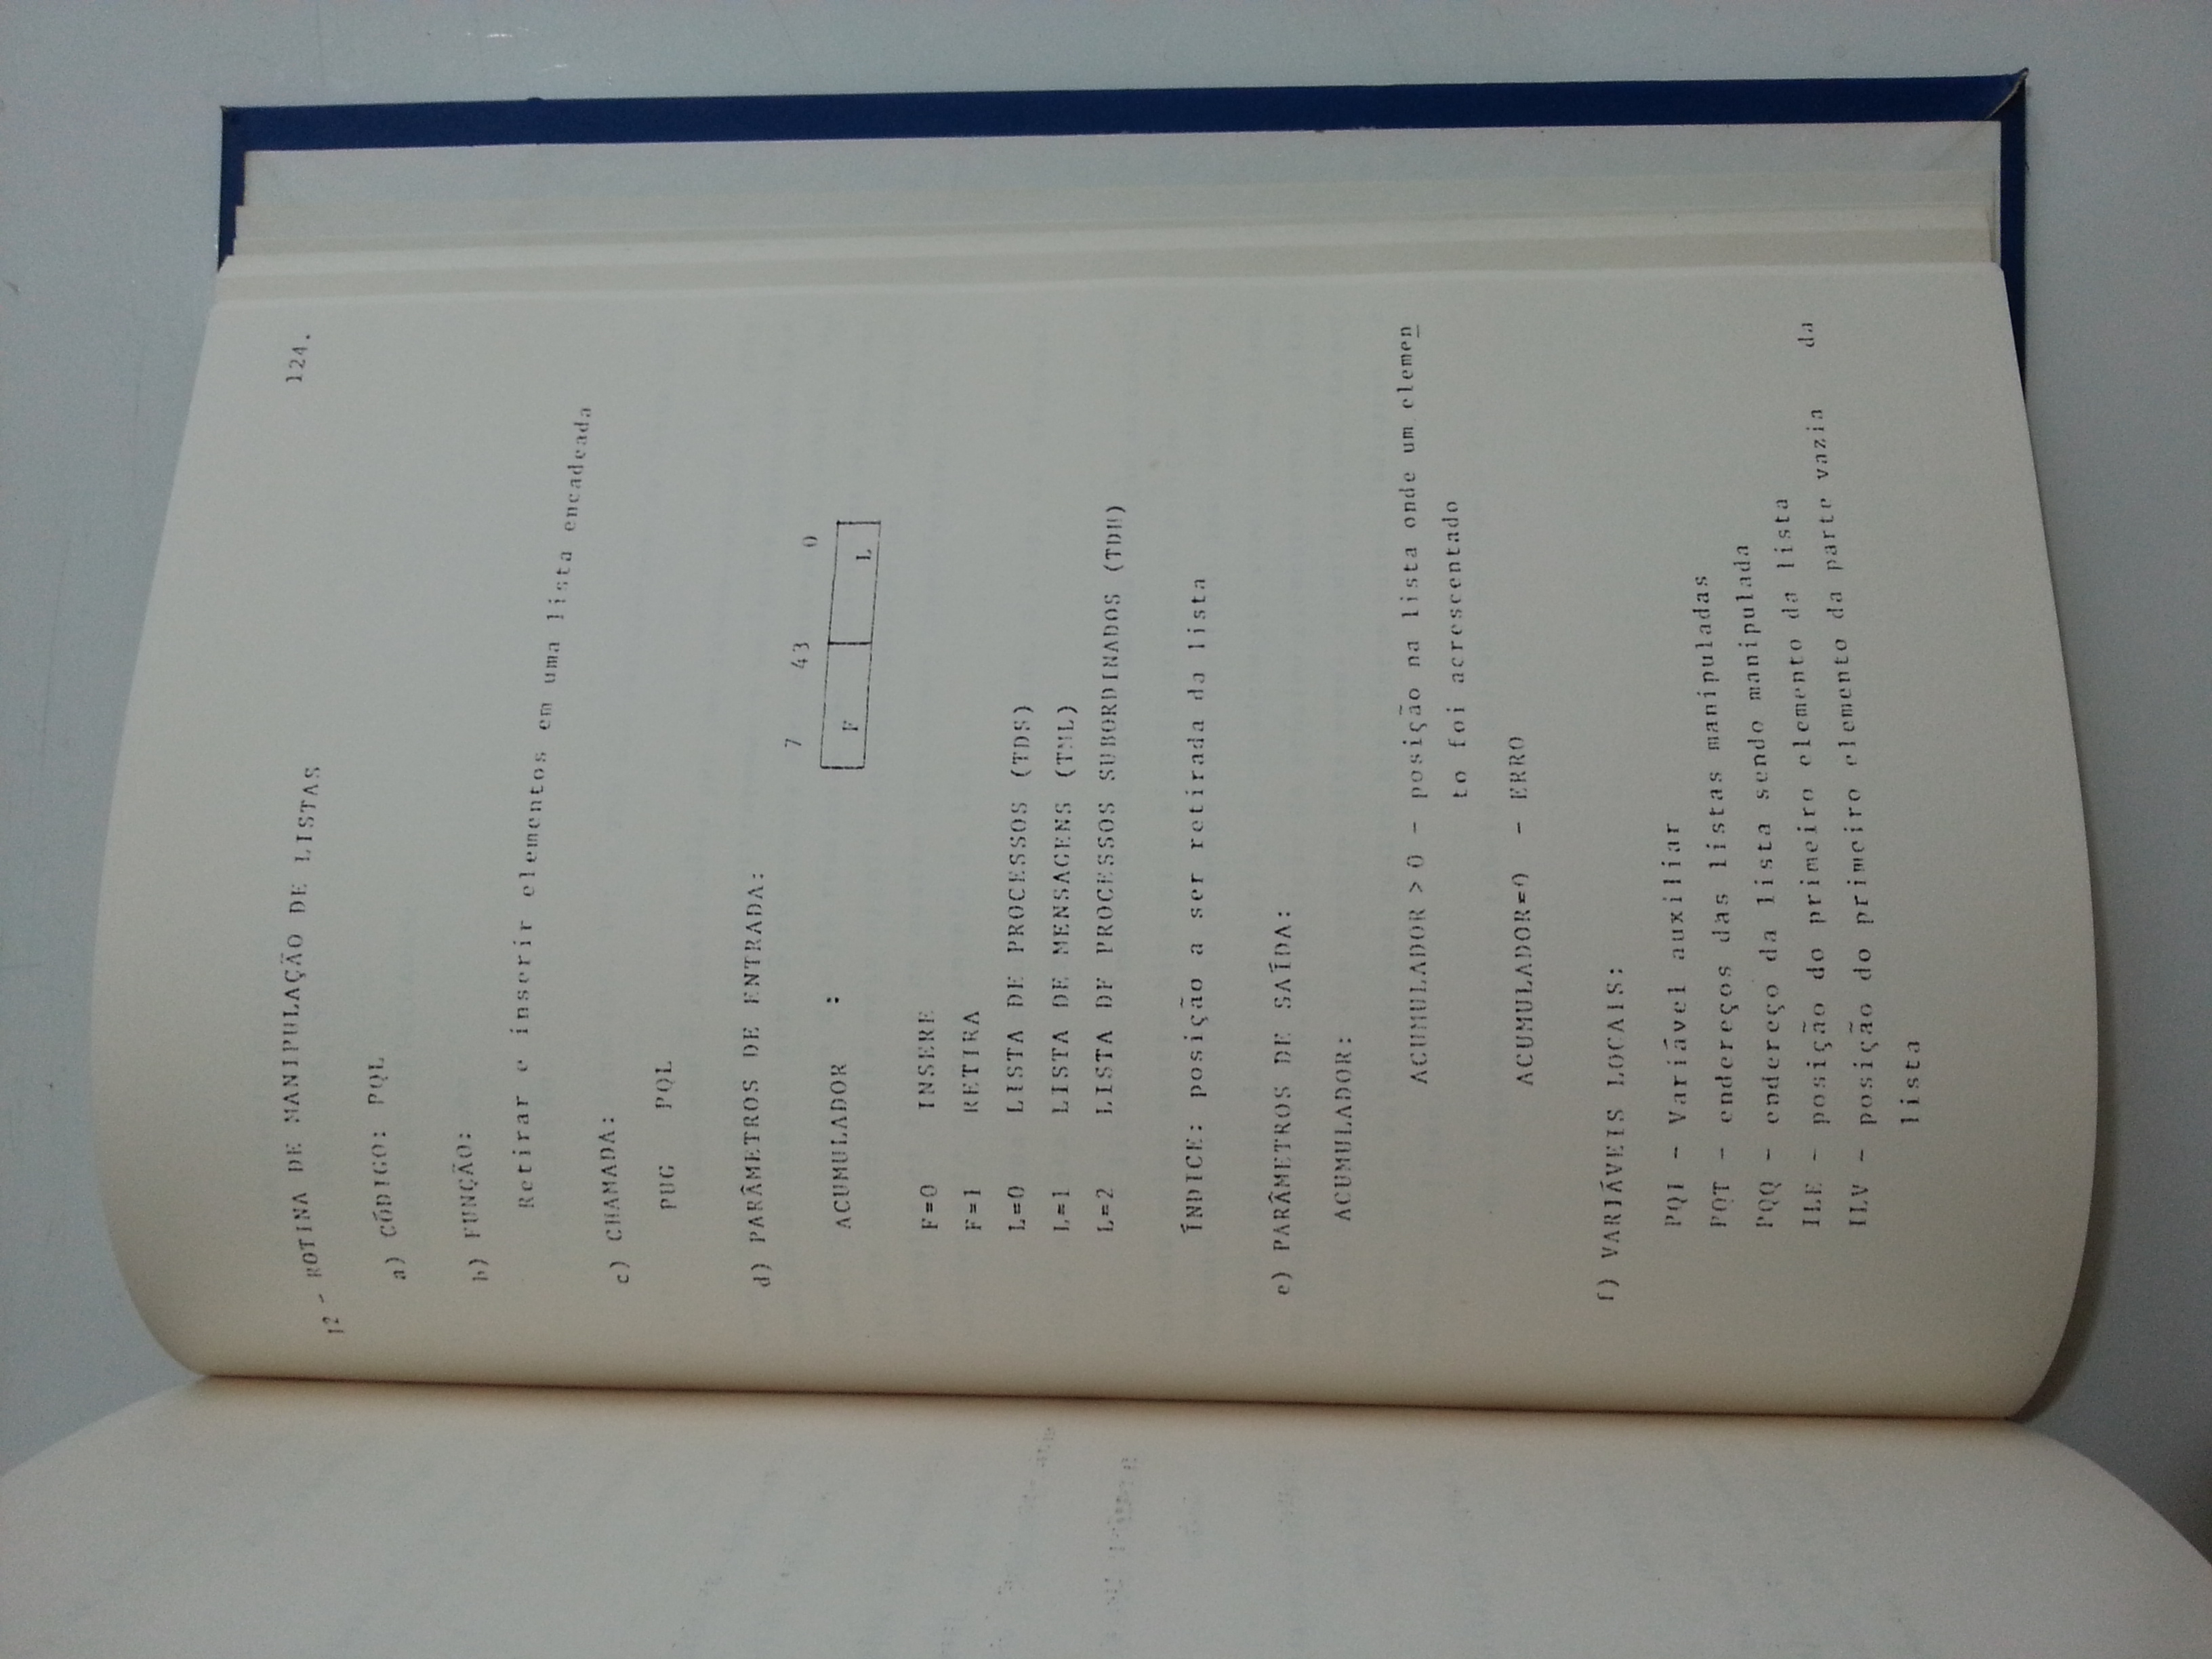 124.
12 - ROTINA DE MANIPULAÇÃO DE LISTAS
a) CÓDIGO: PQL
b) FUNÇÃO:
Retirar e inserir elementos em uma lista encadeada
c) CHAMADA:
PUG PQL
d) PARÂMETROS DE ENTRADA:
7 43 0
ACUMULADOR : F L
F=0 INSERE
F=1 RETIRA
L=0 LISTA DE PROCESSOS (TDS)
L=1 LISTA DE MENSAGENS (TML)
L=2 LISTA DE PROCESSOS SUBORDINADOS
ÍNDICE: posição a ser retirada da lista
e) PARÂMETROS DE SAÍDA:
ACUMULADOR:
ACUMULADOR > 0 - posição na lista onde um elemen
to foi acrescentado
ACUMULADOR=0 - ERRO
f) VARIÁVEIS LOCAIS:
PQI - Variável auxiliar
PQT - endereços das listas manipuladas
PQQ - endereço da lista sendo manipulada
ILE - posição do primeiro elemento da lista
ILV - posição do primeiro elemento da parte vazia da
lista